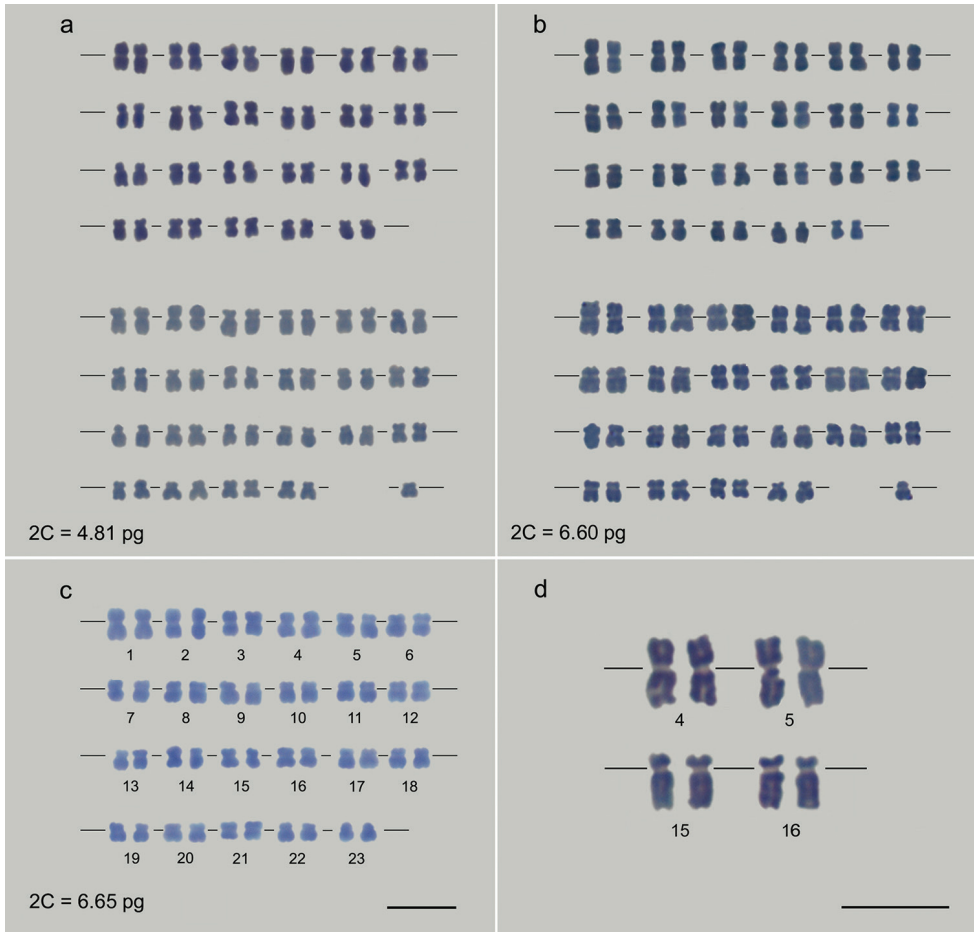 a
2C = 4.81 pg
b
2C = 6.60 pg
c
1 2 3 4 5 6
7 8 9 10 11 12
13 14 15 16 17 18
19 20 21 22 23
2C = 6.65 pg
d
4 5
15 16